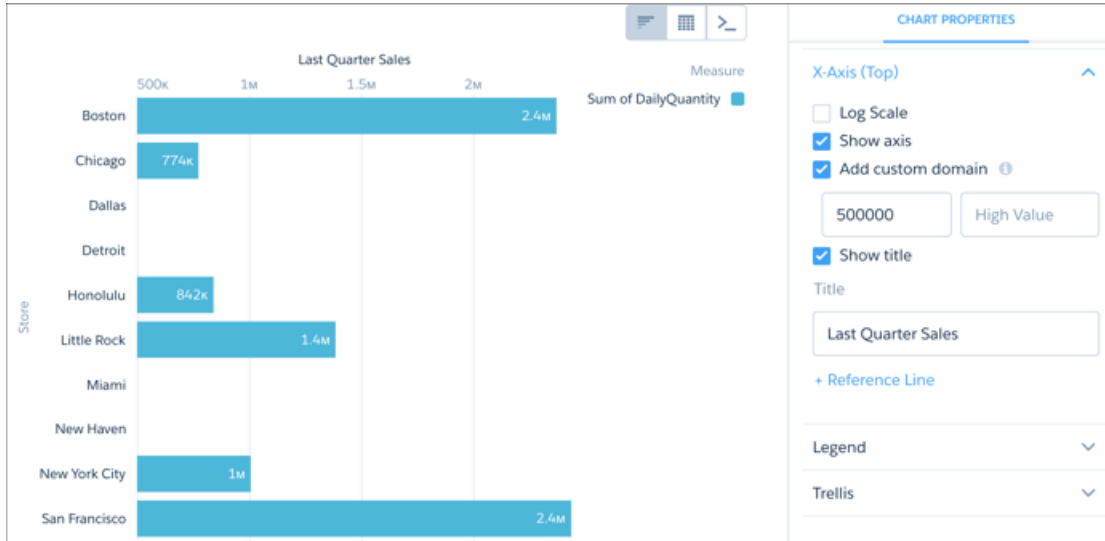 CHART PROPERTIES
Last Quarter Sales
500K 1M 1.5M 2M
Measure
Sum of DailyQuantity
Store
Boston 2.4M
Chicago 774K
Dallas
Detroit
Honolulu 842K
Little Rock 1.4M
Miami
New Haven
New York City 1M
San Francisco 2.4M
X-Axis (Top)
Log Scale
Show axis
Add custom domain
500000 High Value
Show title
Title
Last Quarter Sales
+ Reference Line
Legend
Trellis